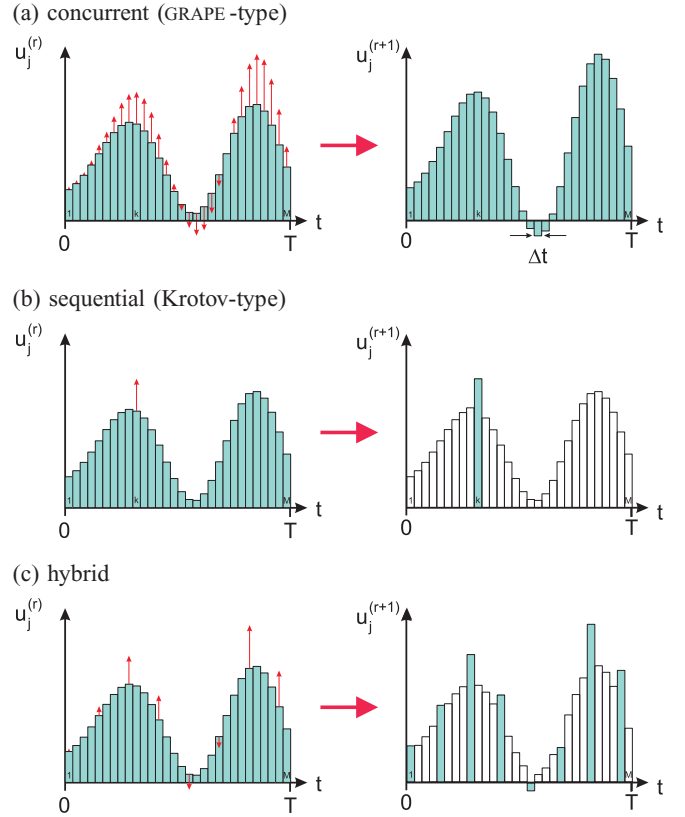 (a) concurrent (GRAPE-type)
u_j^(r) u_j^(r+1)
1 k M t 1 k M t
0 T 0 T
Δt
(b) sequential (Krotov-type)
u_j^(r) u_j^(r+1)
1 k M t 1 k M t
0 T 0 T
(c) hybrid
u_j^(r) u_j^(r+1)
1 M t 1 M t
0 T 0 T